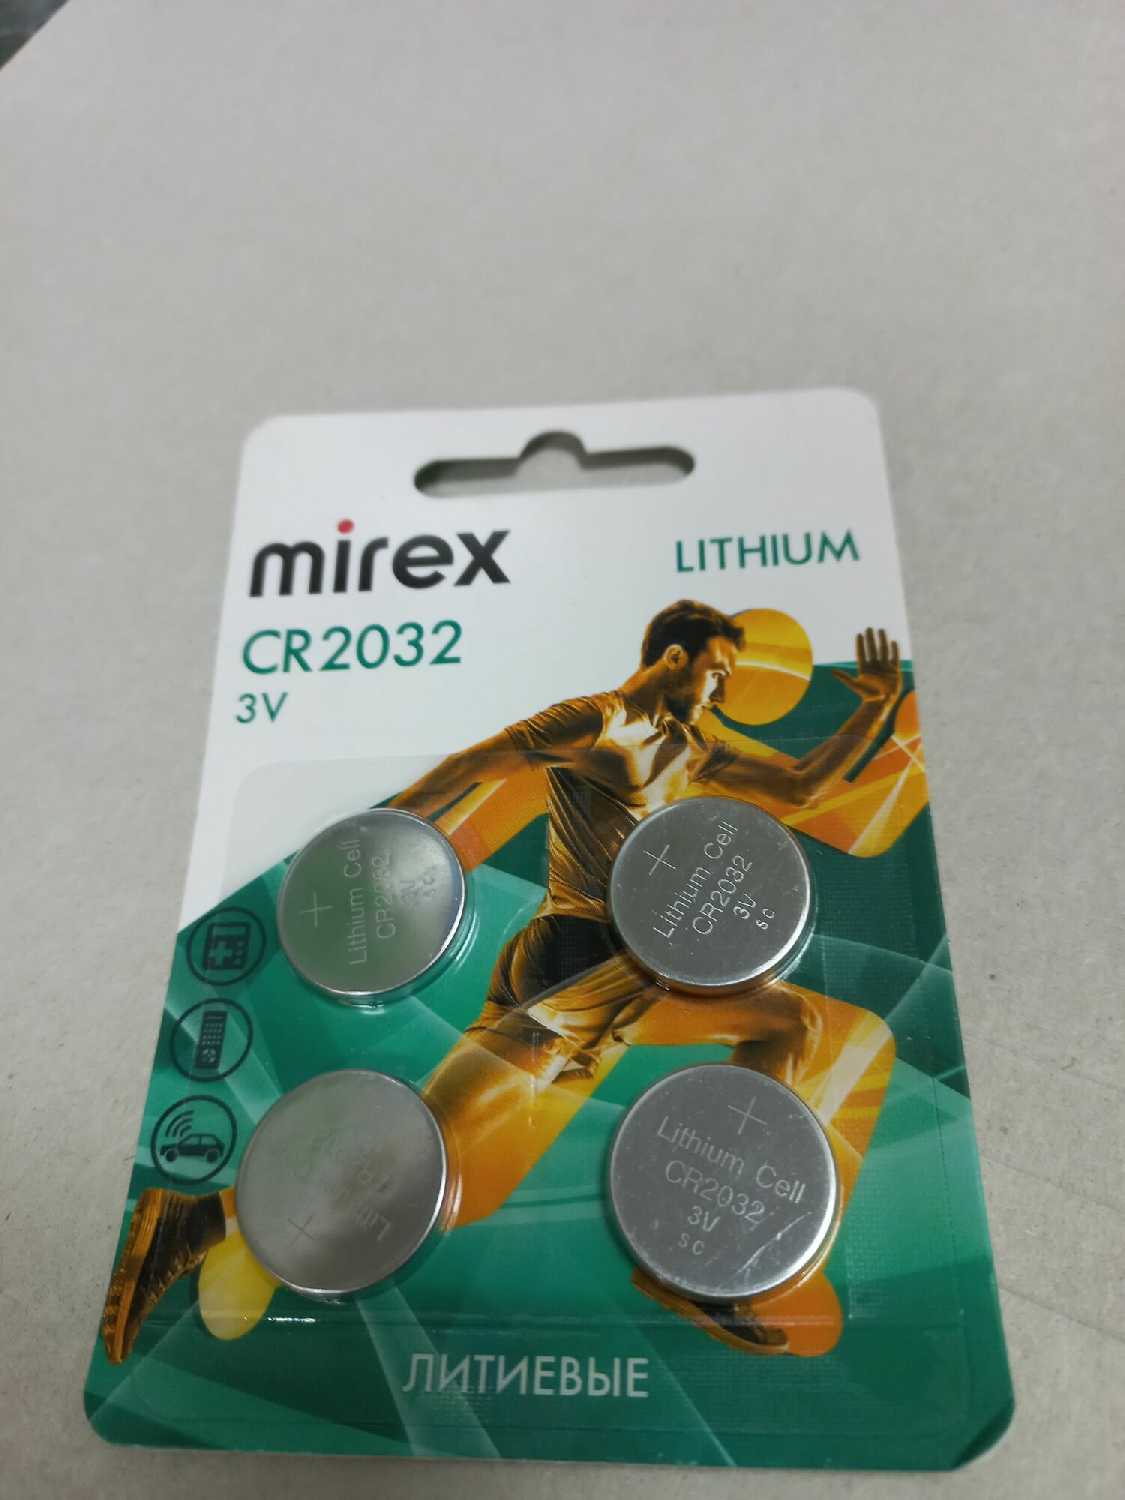 mirex
LITHIUM
CR2032
3V
Lithium Cell
CR2032
3V
sc
Lithium Cell
CR2032
3V
sc
Lithium Cell
CR2032
3V
sc
ЛИТИЕВЫЕ